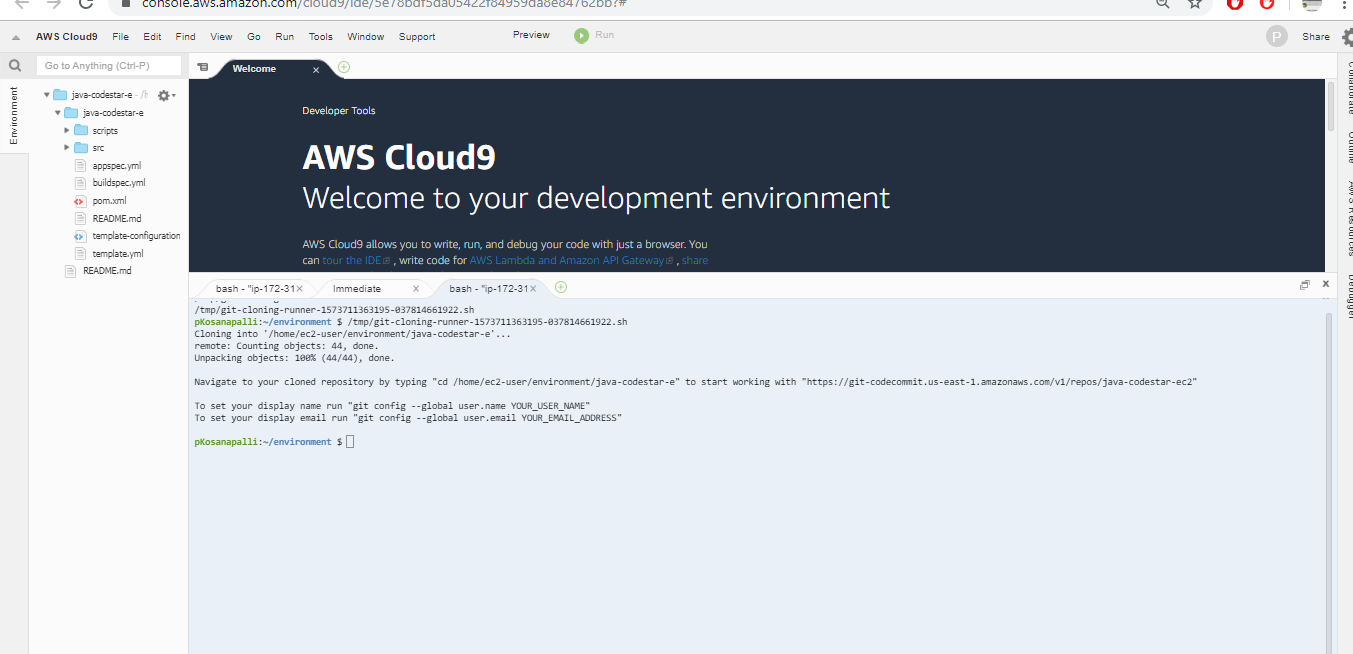 console.aws.amazon.com/cloud9/ide/5e78bdf5da05422f84959da8e84762bb?#
AWS Cloud9 File Edit Find View Go Run Tools Window Support Preview Run P Share
Go to Anything (Ctrl-P)
Welcome
Environment
java-codestar-e
java-codestar-e
scripts
src
appspec.yml
buildspec.yml
pom.xml
README.md
template-configuration
template.yml
README.md
Developer Tools
AWS Cloud9
Welcome to your development environment
AWS Cloud9 allows you to write, run, and debug your code with just a browser. You
can tour the IDE , write code for AWS Lambda and Amazon API Gateway , share
bash - "ip-172-31 Immediate bash - "ip-172-31
/tmp/git-cloning-runner-1573711363195-037814661922.sh
pKosanapalli:~/environment $ /tmp/git-cloning-runner-1573711363195-037814661922.sh
Cloning into '/home/ec2-user/environment/java-codestar-e'...
remote: Counting objects: 44, done.
Unpacking objects: 100% (44/44), done.
Navigate to your cloned repository by typing "cd /home/ec2-user/environment/java-codestar-e" to start working with "https://git-codecommit.us-east-1.amazonaws.com/v1/repos/java-codestar-ec2"
To set your display name run "git config --global user.name YOUR_USER_NAME"
To set your display email run "git config --global user.email YOUR_EMAIL_ADDRESS"
pKosanapalli:~/environment $
Collaborate
Outline
AWS Resources
Debugger